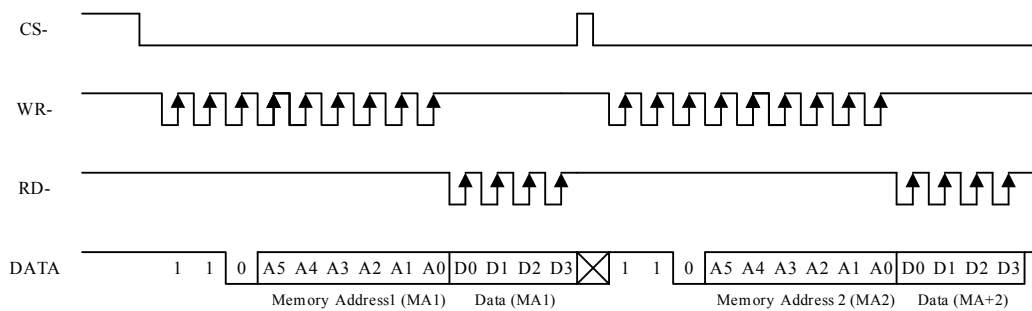 CS-
WR-
RD-
DATA 1 1 0 A5 A4 A3 A2 A1 A0 D0 D1 D2 D3 1 1 0 A5 A4 A3 A2 A1 A0 D0 D1 D2 D3
Memory Address1 (MA1) Data (MA1) Memory Address 2 (MA2) Data (MA+2)